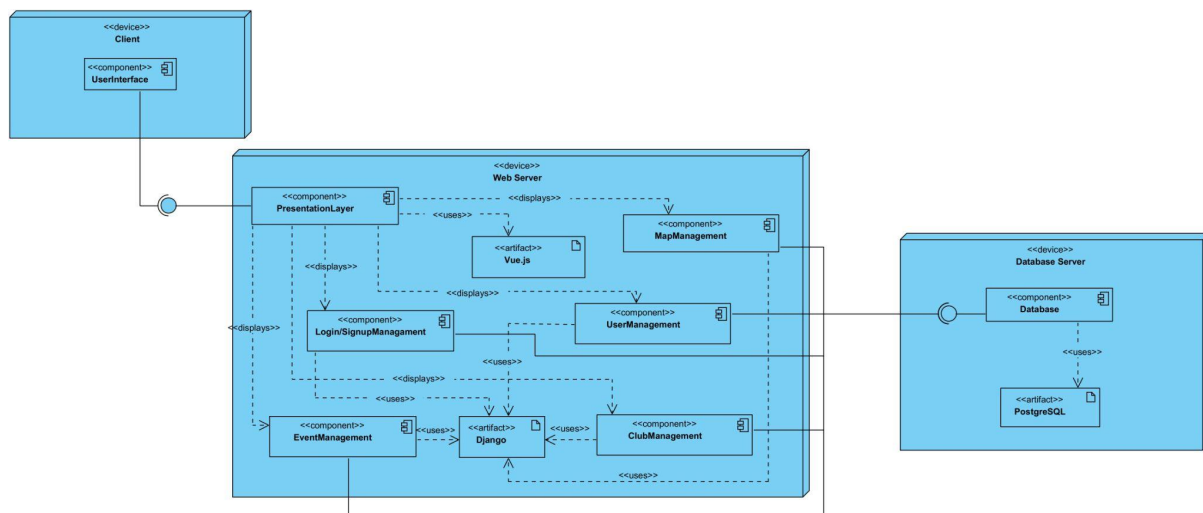 <<device>>
Client
<<component>>
UserInterface
<<device>>
Web Server
<<component>>
PresentationLayer
<<displays>>
<<uses>>
<<component>>
MapManagement
<<artifact>>
Vue.js
<<device>>
Database Server
<<component>>
Database
<<displays>>
<<displays>>
<<component>>
Login/SignupManagament
<<component>>
UserManagement
<<displays>>
<<uses>>
<<uses>>
<<displays>>
<<uses>>
<<artifact>>
PostgreSQL
<<component>>
EventManagement
<<uses>>
<<artifact>>
Django
<<uses>>
<<component>>
ClubManagement
<<uses>>